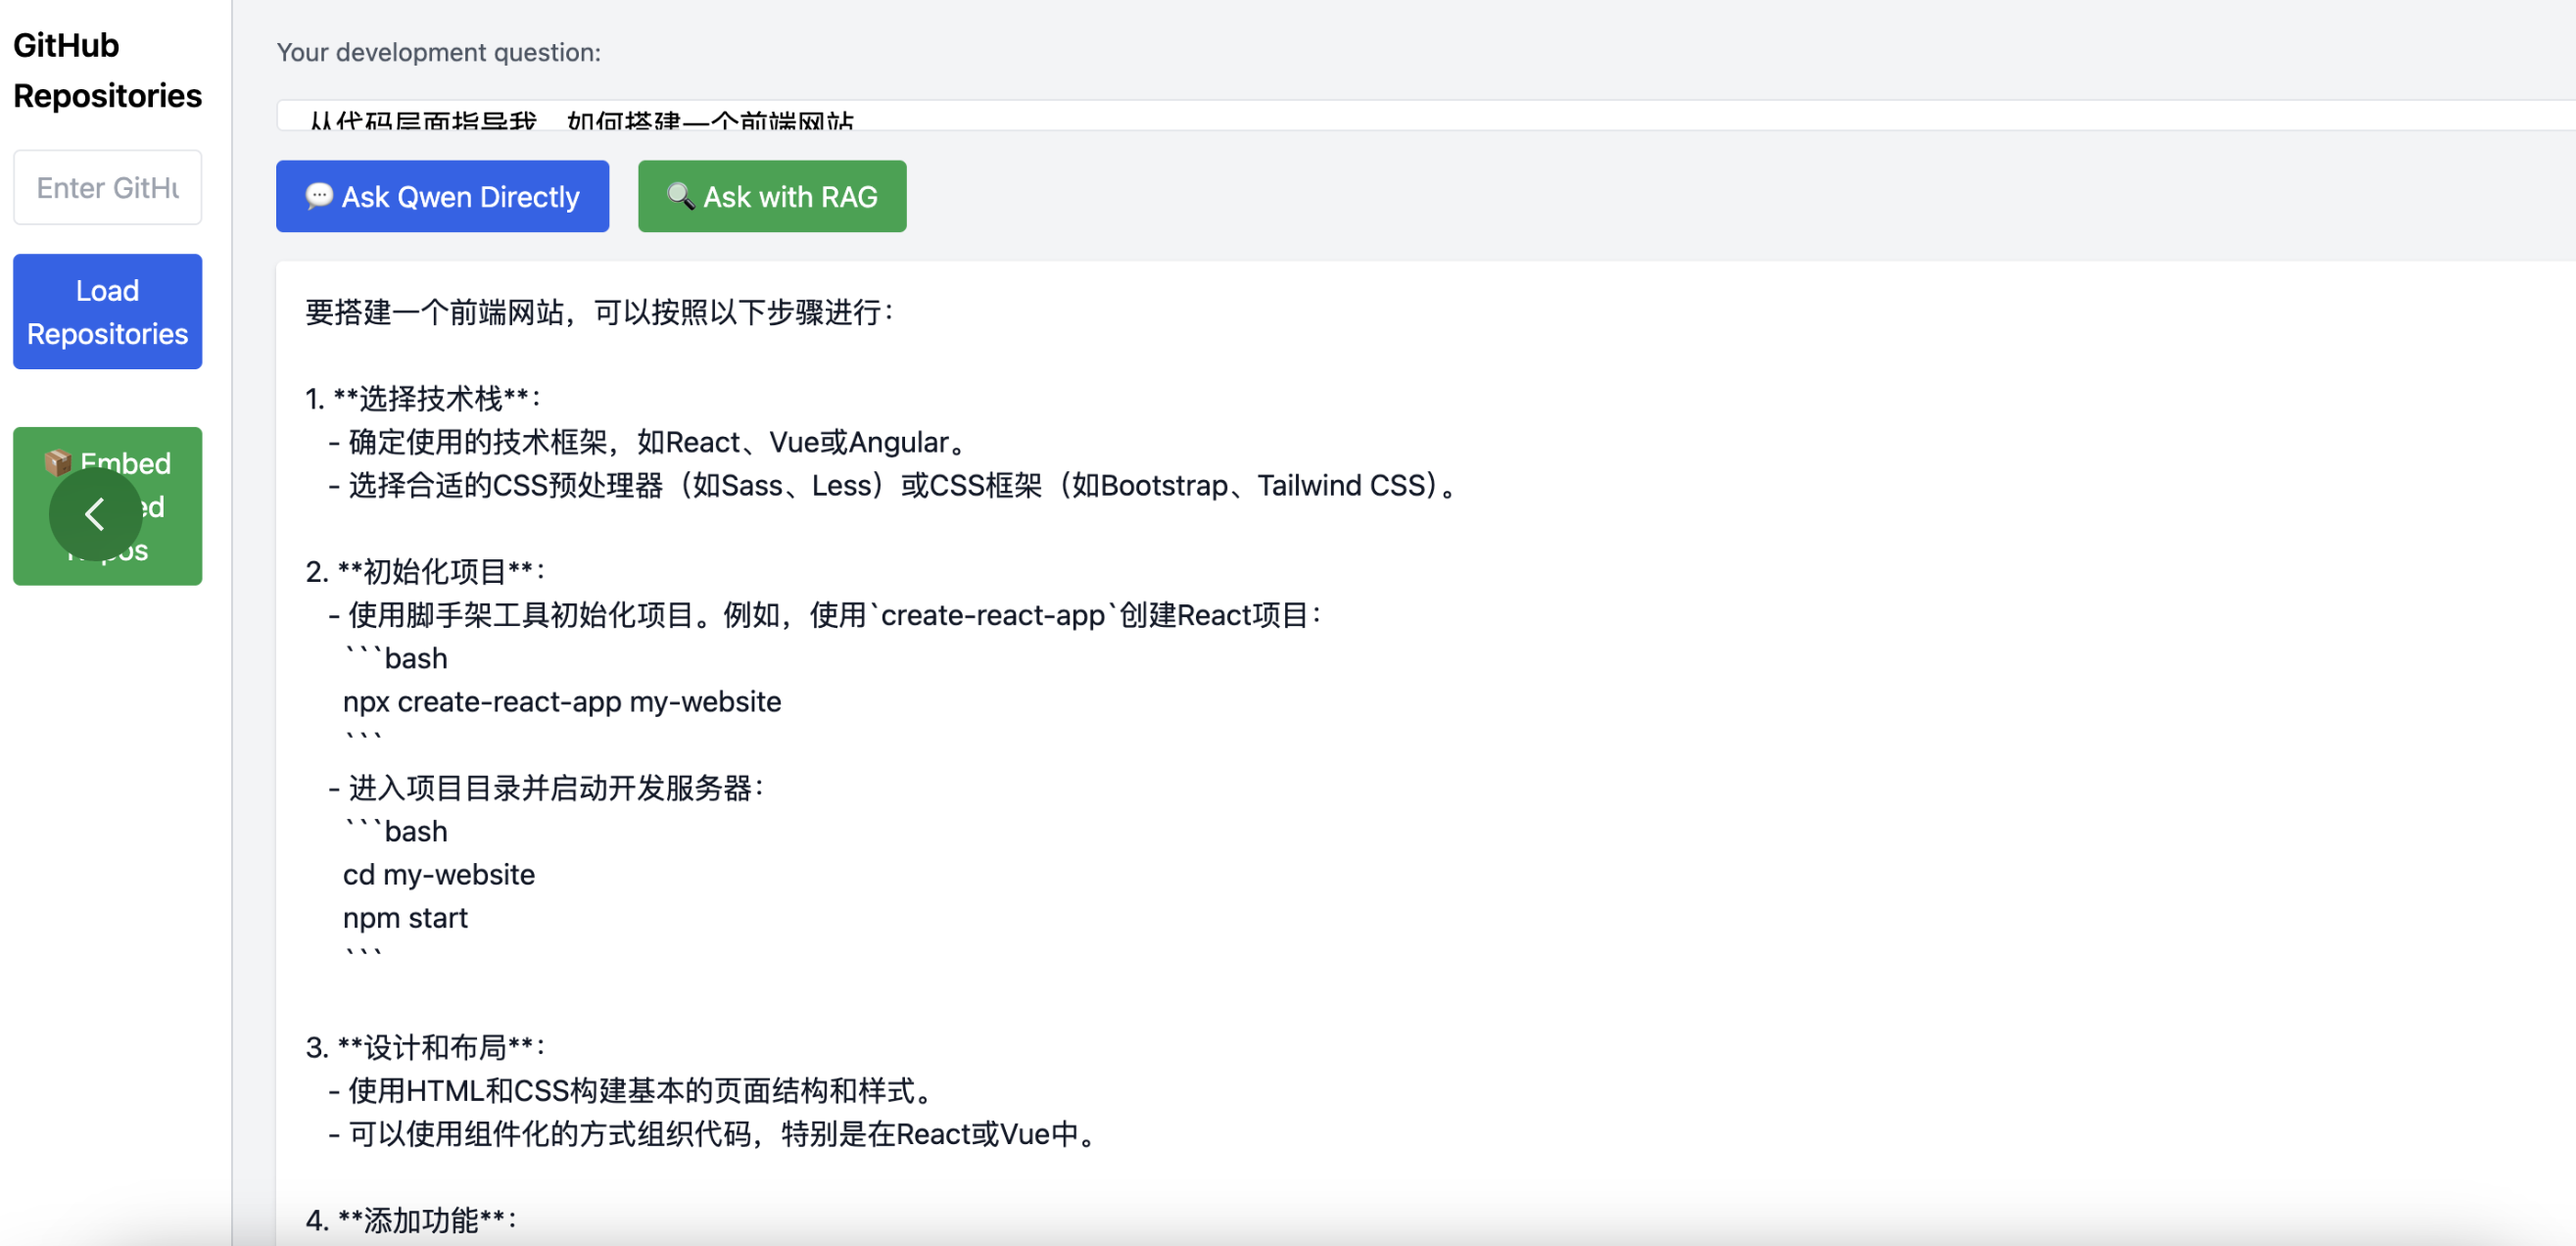 GitHub
Repositories
Enter GitHu
Load
Repositories
📦 Embed
ed
Your development question:
从代码层面指导我，如何搭建一个前端网站
💬 Ask Qwen Directly
🔍 Ask with RAG
要搭建一个前端网站，可以按照以下步骤进行：
1. **选择技术栈**：
- 确定使用的技术框架，如React、Vue或Angular。
- 选择合适的CSS预处理器（如Sass、Less）或CSS框架（如Bootstrap、Tailwind CSS）。
2. **初始化项目**：
- 使用脚手架工具初始化项目。例如，使用`create-react-app`创建React项目：
```bash
npx create-react-app my-website
```
- 进入项目目录并启动开发服务器：
```bash
cd my-website
npm start
```
3. **设计和布局**：
- 使用HTML和CSS构建基本的页面结构和样式。
- 可以使用组件化的方式组织代码，特别是在React或Vue中。
4. **添加功能**：